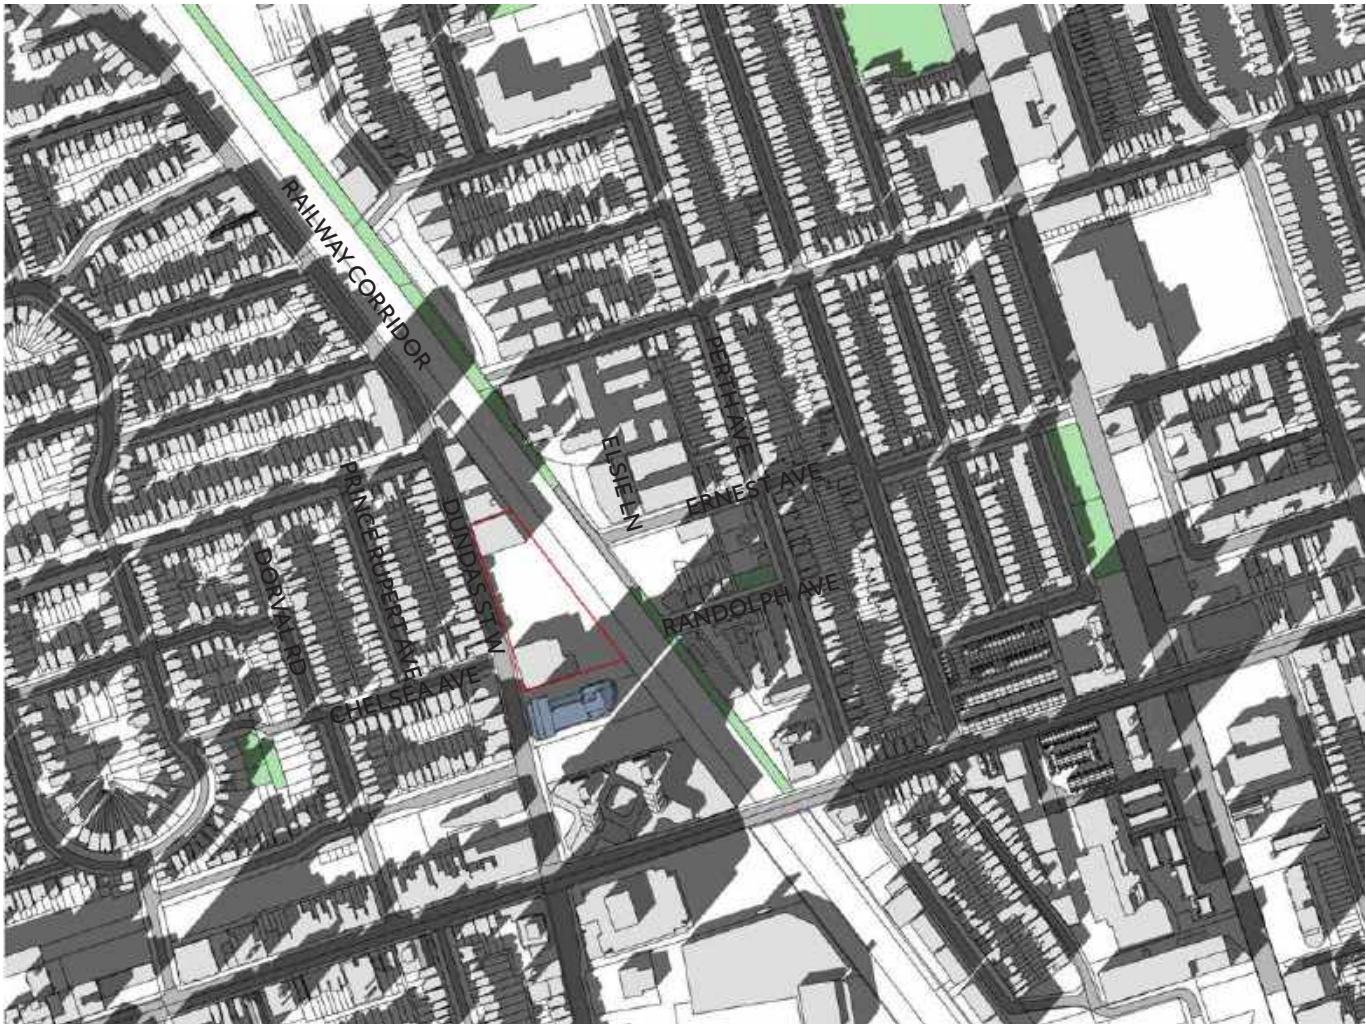 RAILWAY CORRIDOR
PERTH AVE
ELSIE LN
ERNEST AVE
PRINCE RUPERT AVE
DUNDAS ST W
DORVAL RD
RANDOLPH AVE
CHELSEA AVE